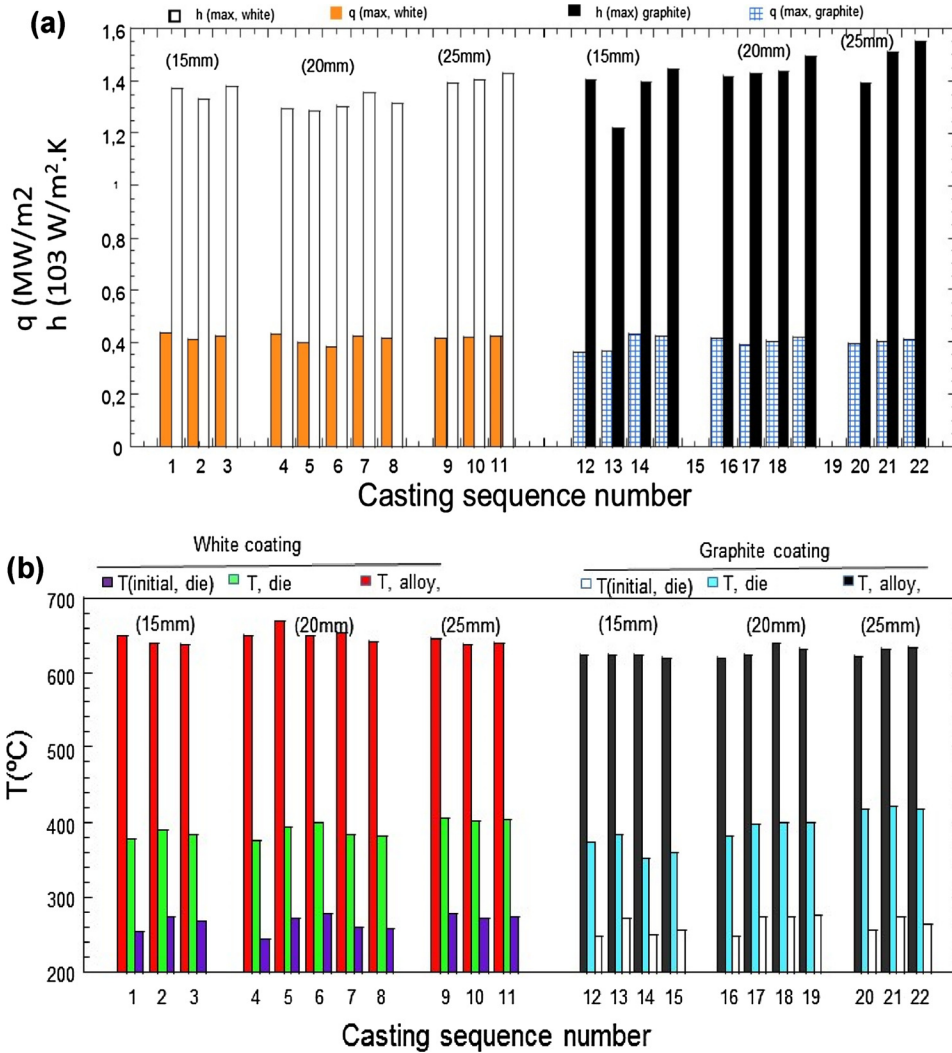 (a)
h (max, white) q (max, white) h (max) graphite) q (max, graphite)
1,6
1,4
1,2
1
0,8
0,6
0,4
0,2
0
q (MW/m2
h (103 W/m².K
(15mm) (20mm) (25mm) (15mm) (20mm) (25mm)
1 2 3 4 5 6 7 8 9 10 11 12 13 14 15 16 17 18 19 20 21 22
Casting sequence number
(b)
White coating Graphite coating
T(initial, die) T, die T, alloy, T(initial, die) T, die T, alloy,
700
600
500
400
300
200
T(ºC)
(15mm) (20mm) (25mm) (15mm) (20mm) (25mm)
1 2 3 4 5 6 7 8 9 10 11 12 13 14 15 16 17 18 19 20 21 22
Casting sequence number